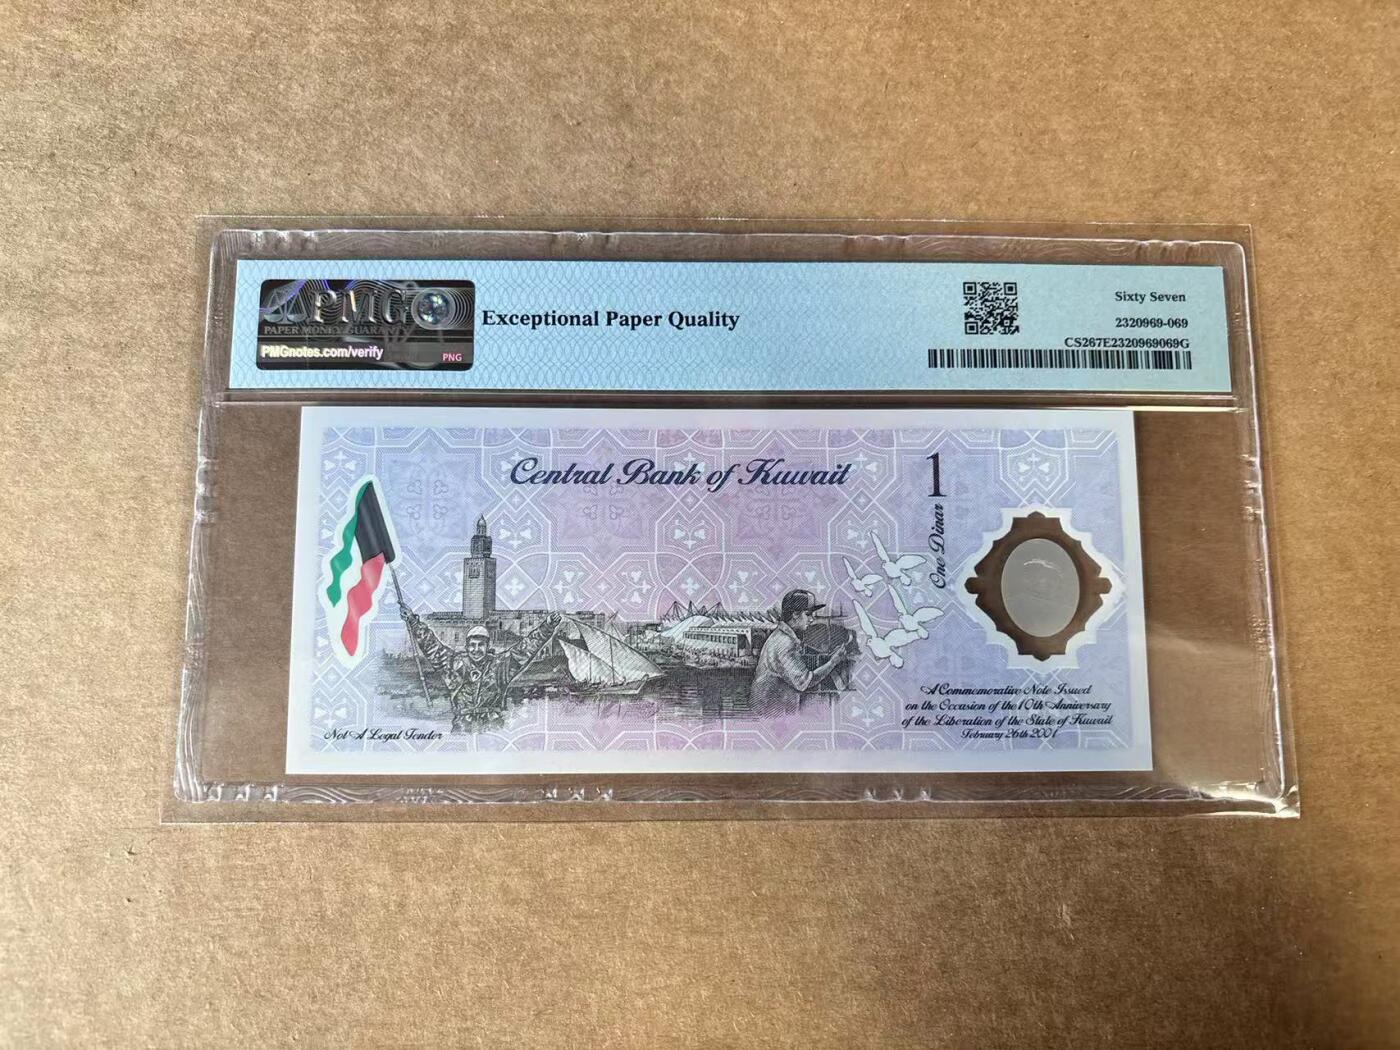 PMG
PAPER MONEY GUARANTY
PMGnotes.com/verify
PNG
Exceptional Paper Quality
Sixty Seven
2320969-069
CS267E2320969069G
Central Bank of Kuwait
1
One Dinar
A Commemorative Note Issued
on the Occasion of the 10th Anniversary
of the Liberation of the State of Kuwait
February 26th 2001
Not A Legal Tender